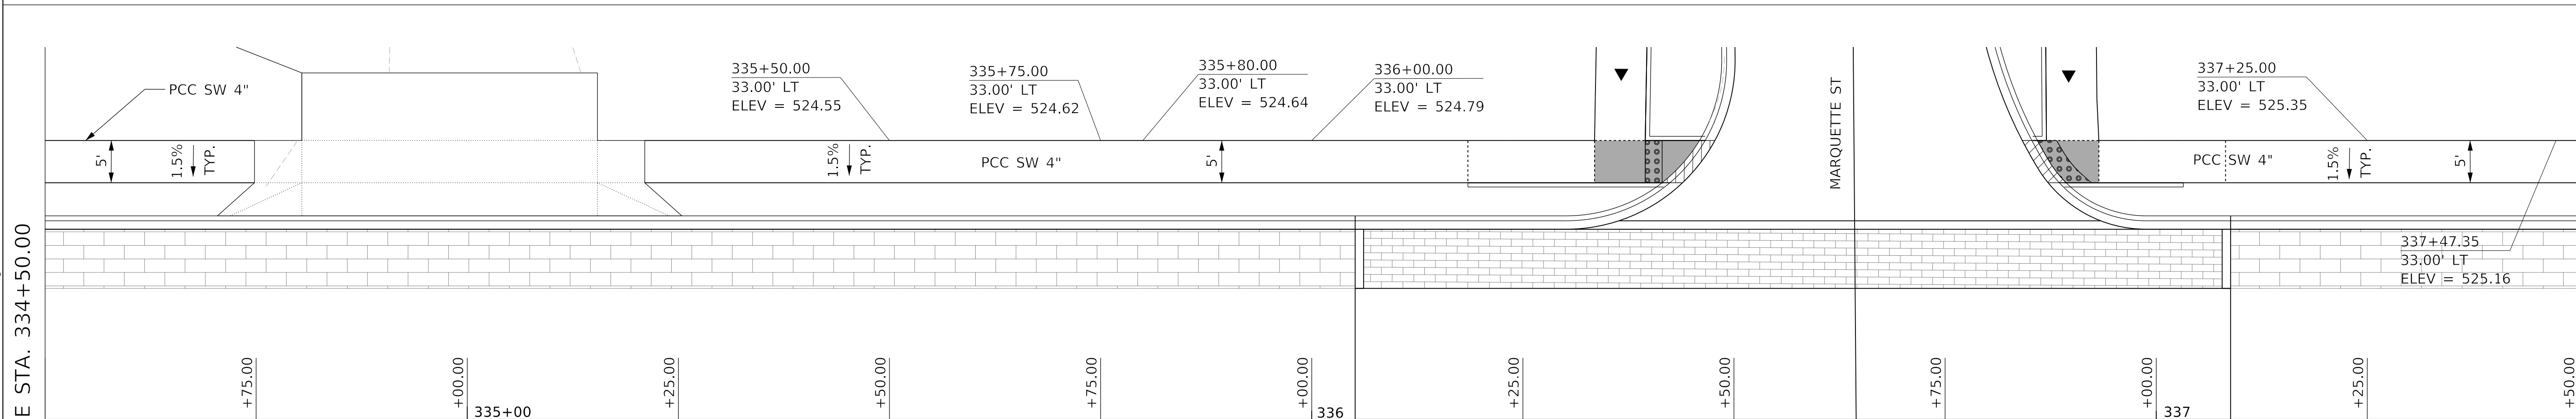 PCC SW 4"
5'
1.5%
TYP.
335+50.00
33.00' LT
ELEV = 524.55
335+75.00
33.00' LT
ELEV = 524.62
335+80.00
33.00' LT
ELEV = 524.64
336+00.00
33.00' LT
ELEV = 524.79
1.5%
TYP.
PCC SW 4"
5'
MARQUETTE ST
337+25.00
33.00' LT
ELEV = 525.35
PCC SW 4"
1.5%
TYP.
5'
337+47.35
33.00' LT
ELEV = 525.16
E STA. 334+50.00
+75.00
+00.00
335+00
+25.00
+50.00
+75.00
+00.00
336
+25.00
+50.00
+75.00
+00.00
337
+25.00
+50.00